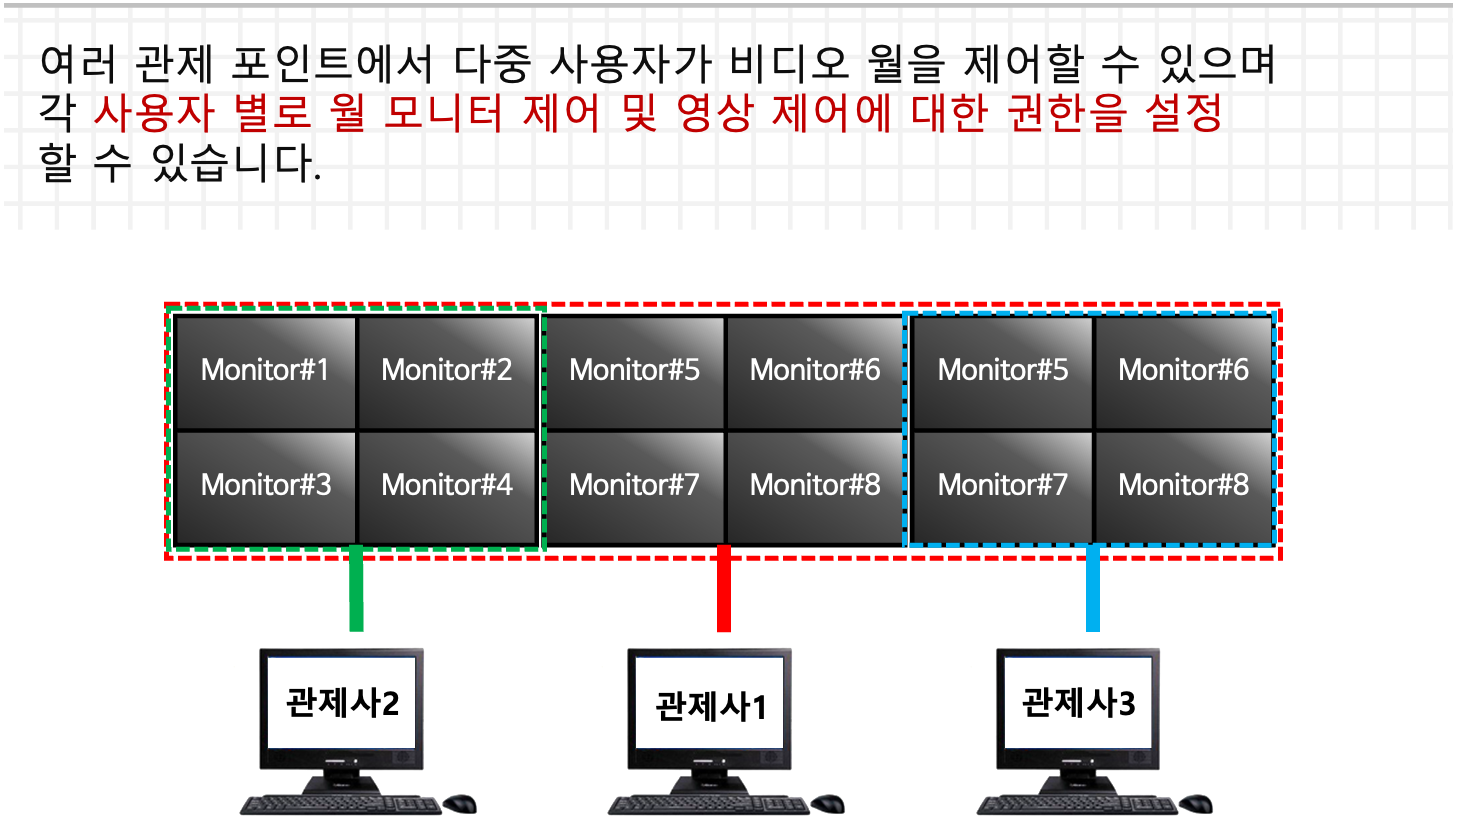 여러 관제 포인트에서 다중 사용자가 비디오 월을 제어할 수 있으며
각 사용자 별로 월 모니터 제어 및 영상 제어에 대한 권한을 설정
할 수 있습니다.
Monitor#1 Monitor#2 Monitor#5 Monitor#6 Monitor#5 Monitor#6
Monitor#3 Monitor#4 Monitor#7 Monitor#8 Monitor#7 Monitor#8
관제사2 관제사1 관제사3